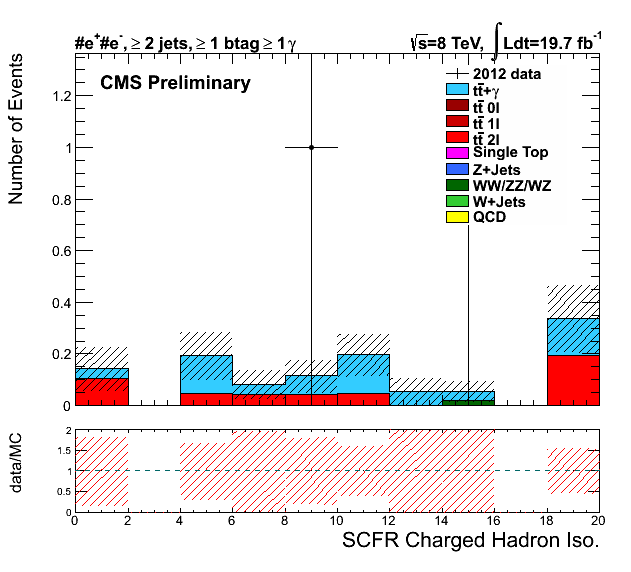 #e⁺#e⁻, ≥ 2 jets, ≥ 1 btag ≥ 1 γ
√s=8 TeV, ∫Ldt=19.7 fb⁻¹
CMS Preliminary
2012 data
tt̄+γ
tt̄ 0l
tt̄ 1l
tt̄ 2l
Single Top
Z+Jets
WW/ZZ/WZ
W+Jets
QCD
Number of Events
1.2
1
0.8
0.6
0.4
0.2
0
data/MC
2
1.5
1
0.5
0
0 2 4 6 8 10 12 14 16 18 20
SCFR Charged Hadron Iso.